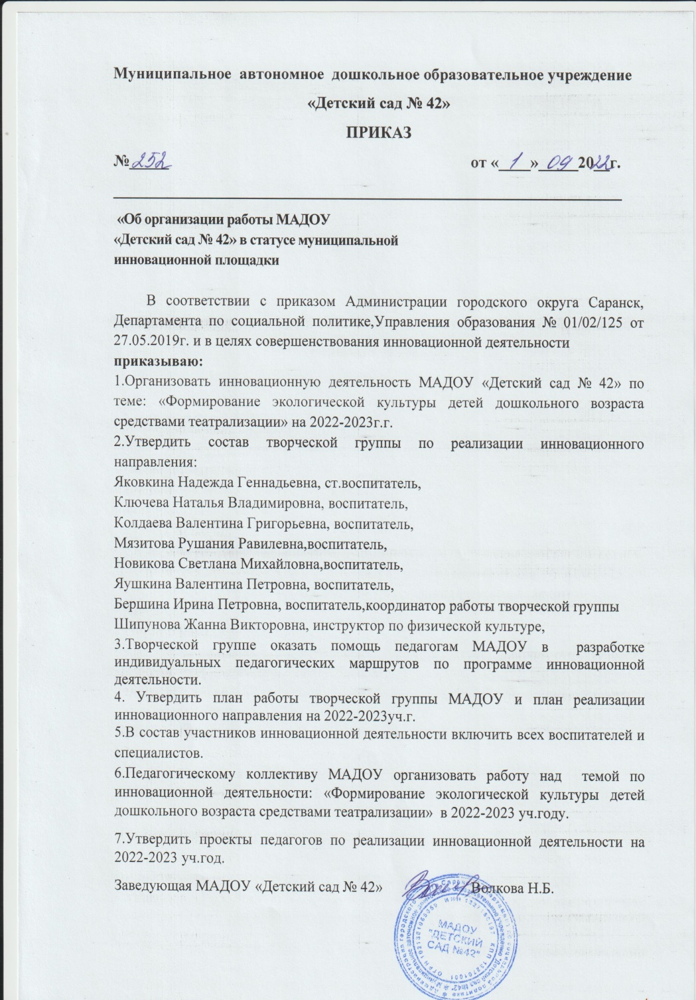 Муниципальное автономное дошкольное образовательное учреждение
«Детский сад № 42»
ПРИКАЗ
№ 252 от « 1 » 09 2022г.
«Об организации работы МАДОУ
«Детский сад № 42» в статусе муниципальной
инновационной площадки
В соответствии с приказом Администрации городского округа Саранск,
Департамента по социальной политике,Управления образования № 01/02/125 от
27.05.2019г. и в целях совершенствования инновационной деятельности
приказываю:
1.Организовать инновационную деятельность МАДОУ «Детский сад № 42» по
теме: «Формирование экологической культуры детей дошкольного возраста
средствами театрализации» на 2022-2023г.г.
2.Утвердить состав творческой группы по реализации инновационного
направления:
Яковкина Надежда Геннадьевна, ст.воспитатель,
Ключева Наталья Владимировна, воспитатель,
Колдаева Валентина Григорьевна, воспитатель,
Мязитова Рушания Равилевна,воспитатель,
Новикова Светлана Михайловна,воспитатель,
Яушкина Валентина Петровна, воспитатель,
Бершина Ирина Петровна, воспитатель,координатор работы творческой группы
Шипунова Жанна Викторовна, инструктор по физической культуре,
3.Творческой группе оказать помощь педагогам МАДОУ в разработке
индивидуальных педагогических маршрутов по программе инновационной
деятельности.
4. Утвердить план работы творческой группы МАДОУ и план реализации
инновационного направления на 2022-2023уч.г.
5.В состав участников инновационной деятельности включить всех воспитателей и
специалистов.
6.Педагогическому коллективу МАДОУ организовать работу над темой по
инновационной деятельности: «Формирование экологической культуры детей
дошкольного возраста средствами театрализации» в 2022-2023 уч.году.
7.Утвердить проекты педагогов по реализации инновационной деятельности на
2022-2023 уч.год.
Заведующая МАДОУ «Детский сад № 42» Волкова Н.Б.
МАДОУ
"ДЕТСКИЙ
САД №42"